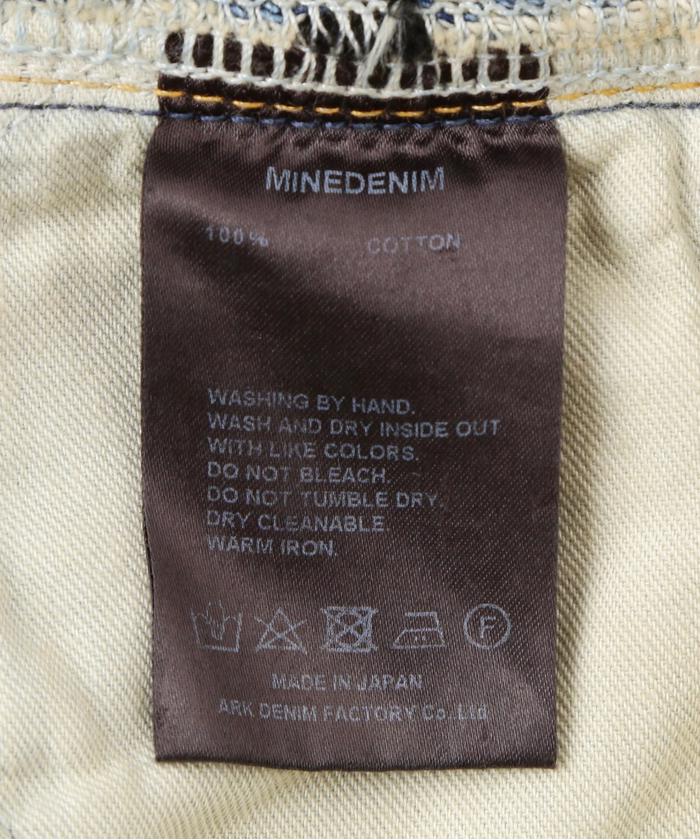 MINEDENIM
100% COTTON
WASHING BY HAND.
WASH AND DRY INSIDE OUT
WITH LIKE COLORS.
DO NOT BLEACH.
DO NOT TUMBLE DRY.
DRY CLEANABLE.
WARM IRON.
F
MADE IN JAPAN
ARK DENIM FACTORY Co.,Ltd